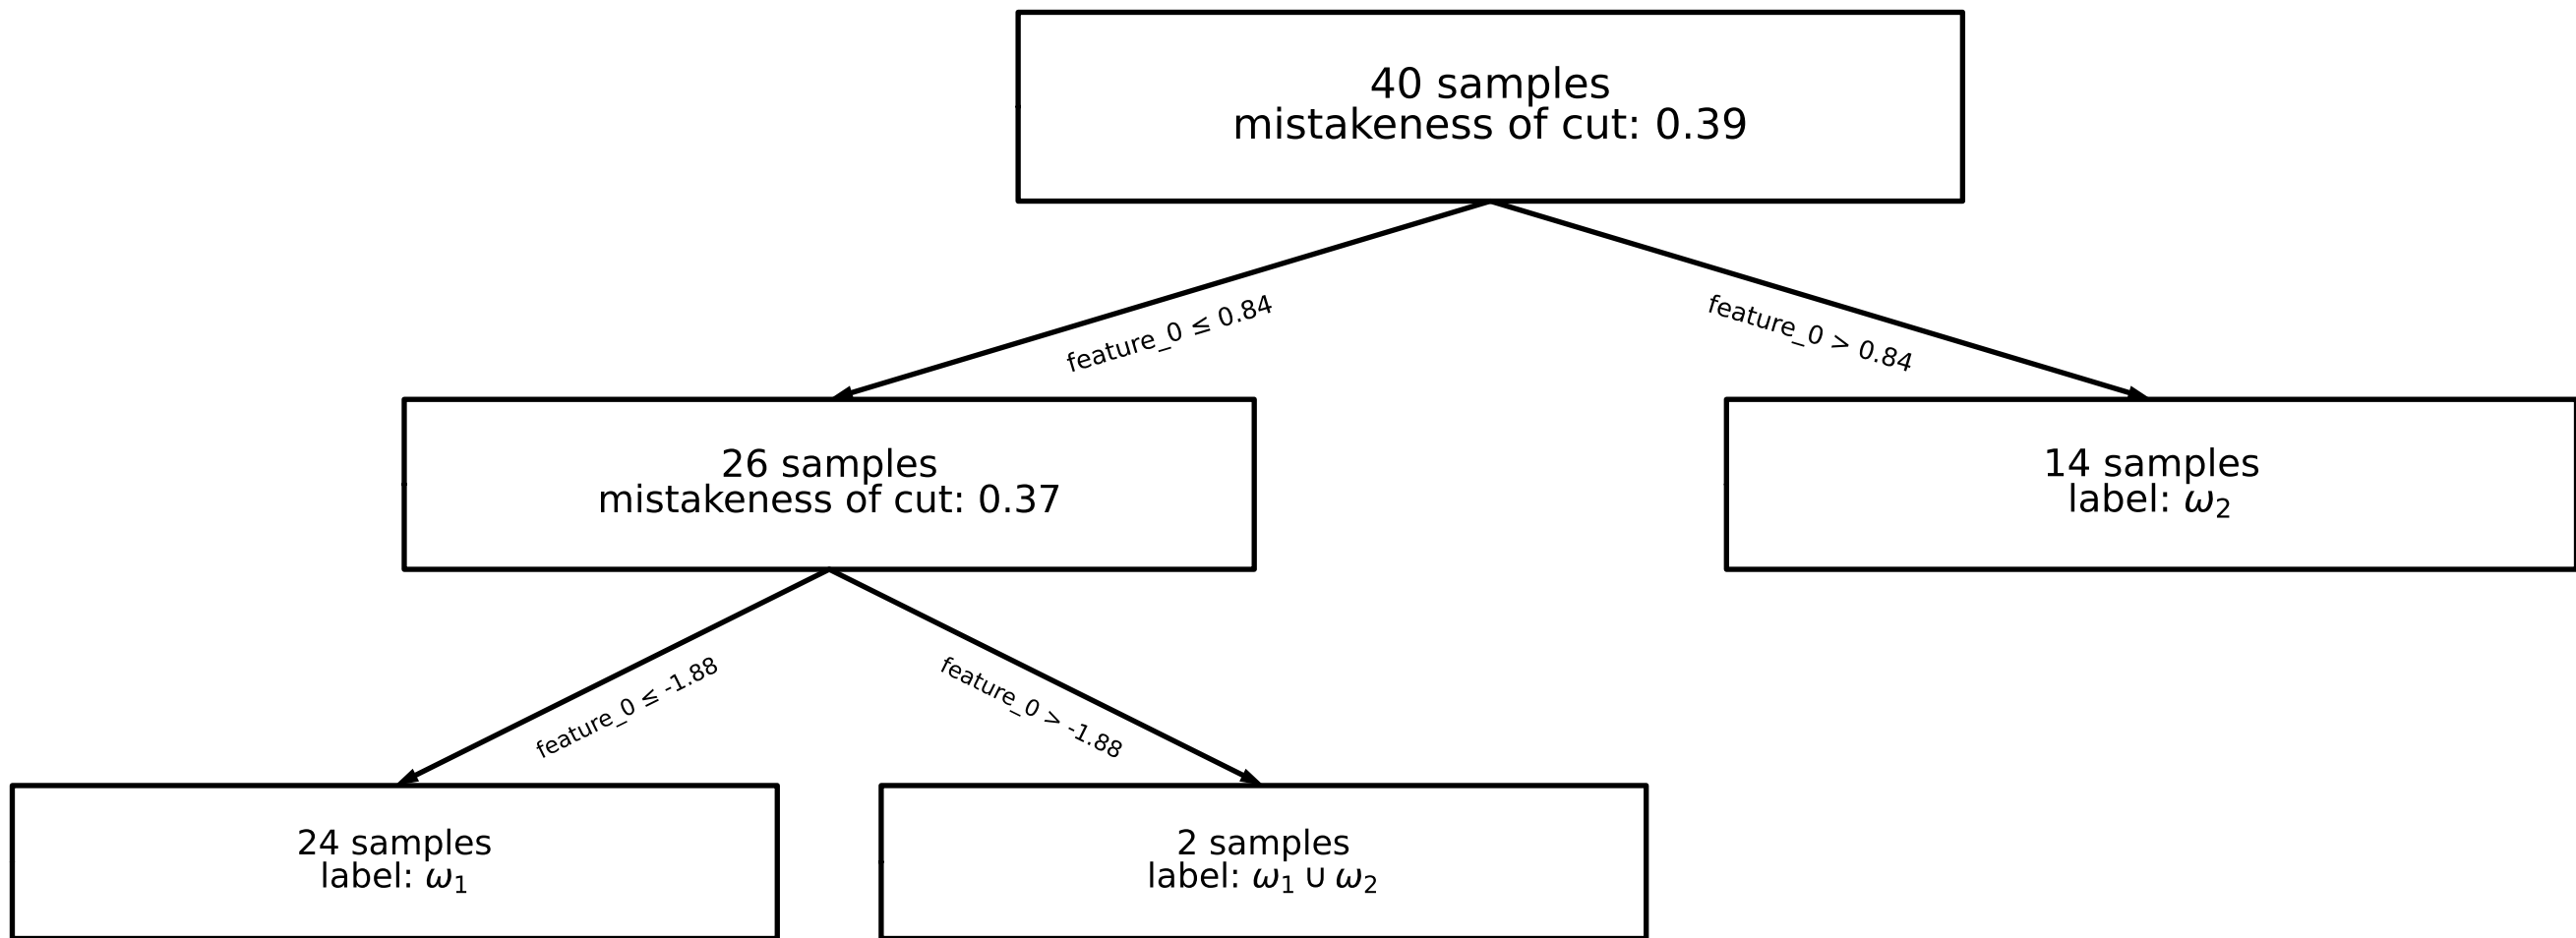 40 samples
mistakeness of cut: 0.39
feature_0 ≤ 0.84
feature_0 > 0.84
26 samples
mistakeness of cut: 0.37
14 samples
label: ω₂
feature_0 ≤ -1.88
feature_0 > -1.88
24 samples
label: ω₁
2 samples
label: ω₁ ∪ ω₂